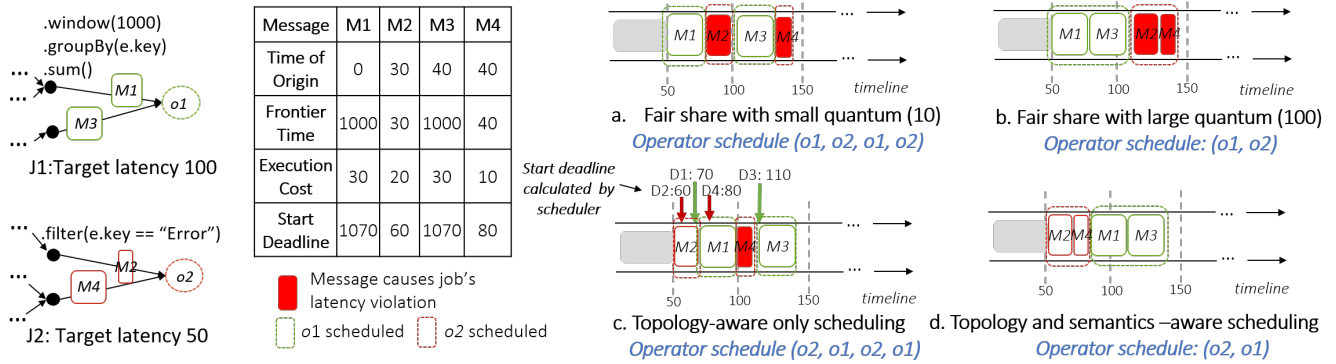 .window(1000)
.groupBy(e.key)
.sum()
...
...
M1
o1
M3
J1:Target latency 100
...
.filter(e.key == “Error”)
...
M2
o2
M4
...
J2: Target latency 50
Message M1 M2 M3 M4
Time of Origin 0 30 40 40
Frontier Time 1000 30 1000 40
Execution Cost 30 20 30 10
Start Deadline 1070 60 1070 80
Message causes job's
latency violation
o1 scheduled
o2 scheduled
M1 M2 M3 M4
...
...
50 100 150 timeline
a. Fair share with small quantum (10)
Operator schedule (o1, o2, o1, o2)
M1 M3 M2 M4
...
...
50 100 150 timeline
b. Fair share with large quantum (100)
Operator schedule: (o1, o2)
Start deadline
calculated by
scheduler
D1: 70 D3: 110
D2:60 D4:80
M2 M1 M4 M3
...
...
50 100 150 timeline
c. Topology-aware only scheduling
Operator schedule (o2, o1, o2, o1)
M2 M4 M1 M3
...
...
50 100 150 timeline
d. Topology and semantics –aware scheduling
Operator schedule: (o2, o1)